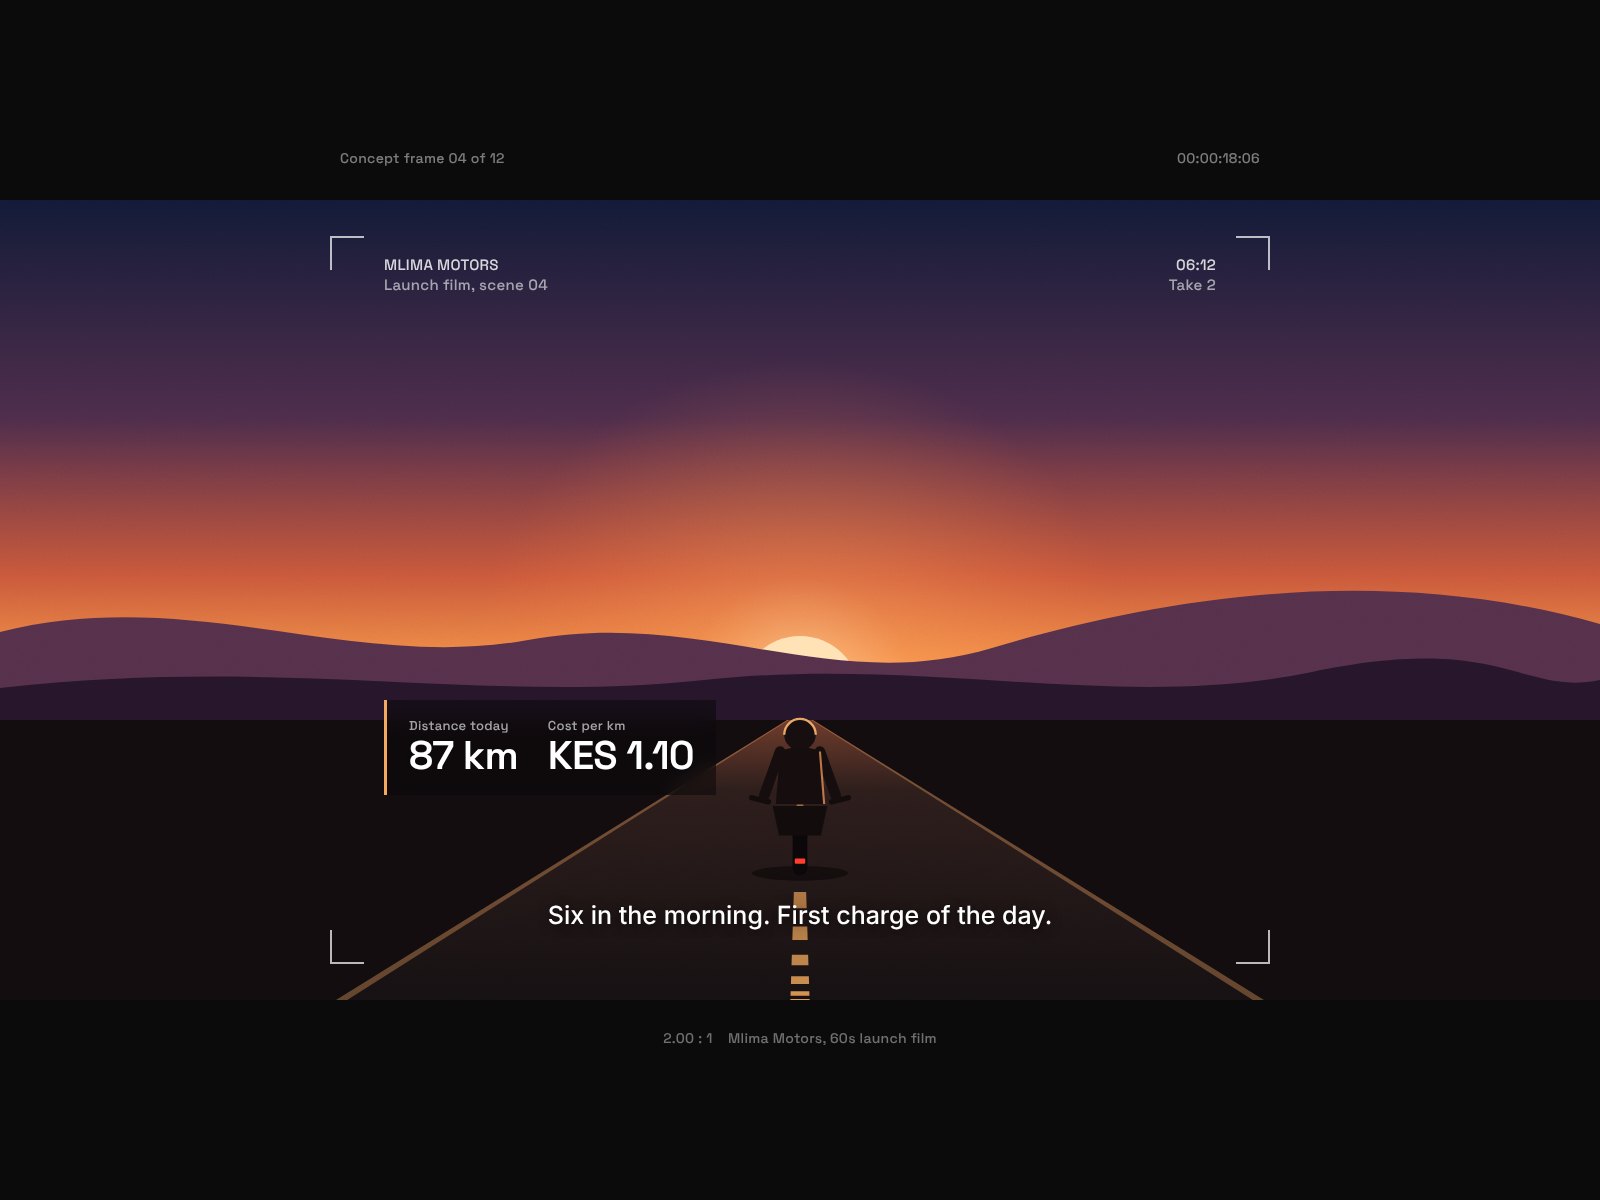 Concept frame 04 of 12
00:00:18:06
MLIMA MOTORS
Launch film, scene 04
06:12
Take 2
Distance today
87 km
Cost per km
KES 1.10
Six in the morning. First charge of the day.
2.00 : 1 Mlima Motors, 60s launch film